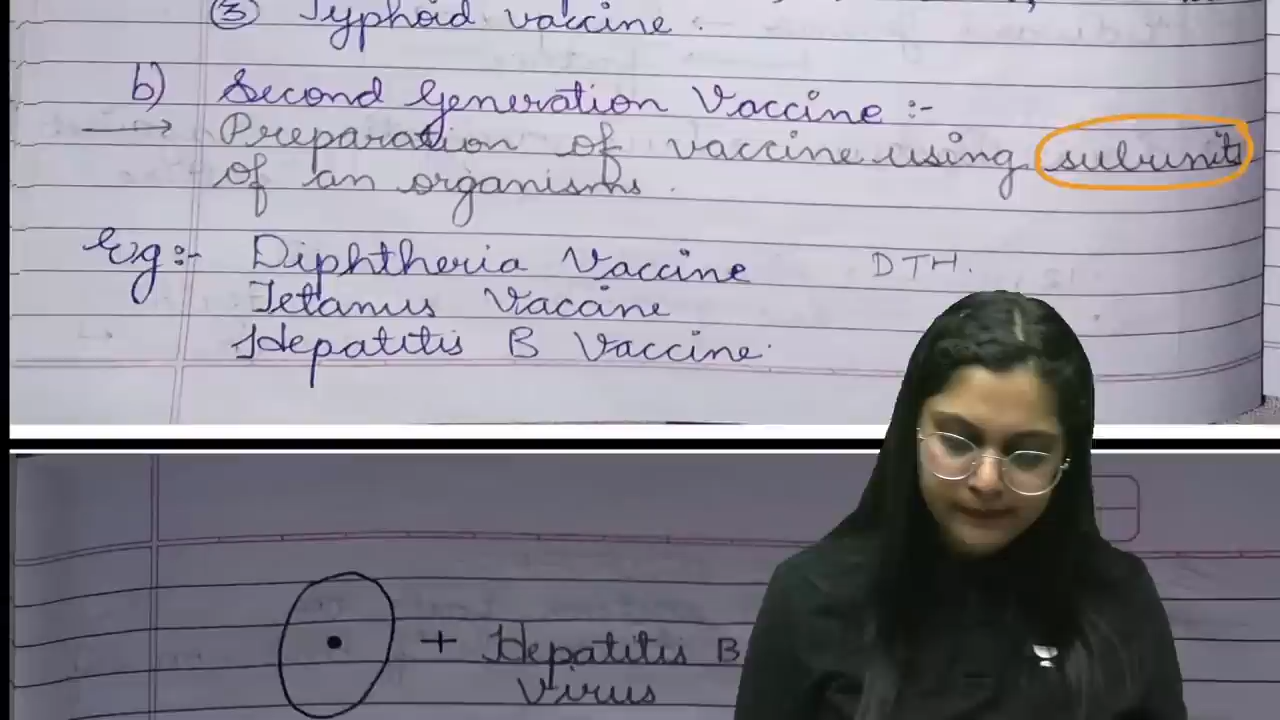 ③ Typhoid vaccine.
b) Second Generation Vaccine :-
→ Preparation of vaccine using subunits
of an organisms.
Eg:- Diphtheria Vaccine DTH.
Tetanus Vaccine
Hepatitis B Vaccine.
+ Hepatitis B
virus